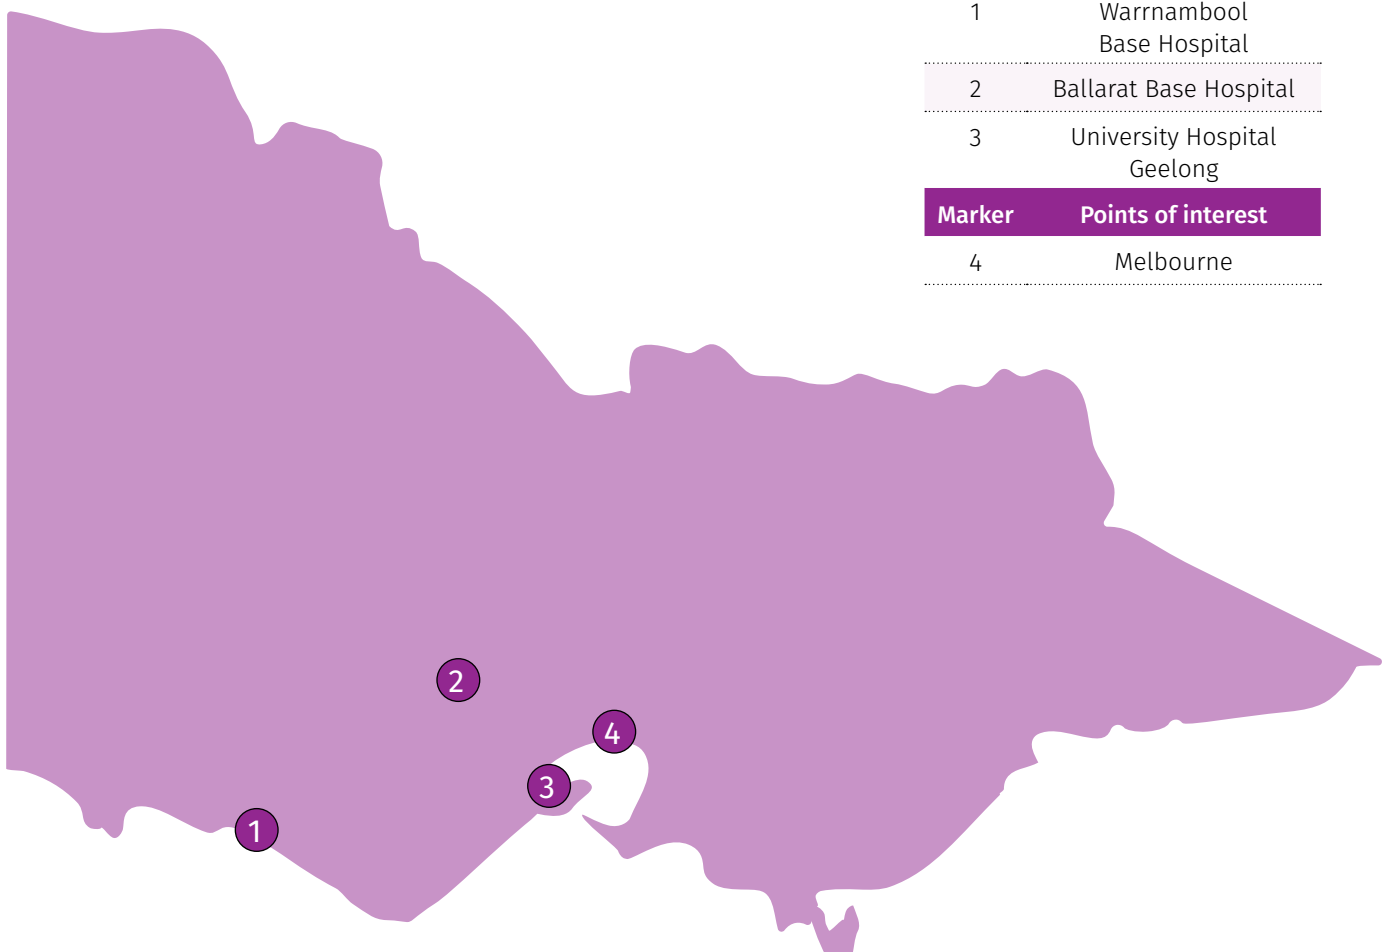 1 Warrnambool
Base Hospital
2 Ballarat Base Hospital
3 University Hospital
Geelong
Marker Points of interest
4 Melbourne
2
4
3
1